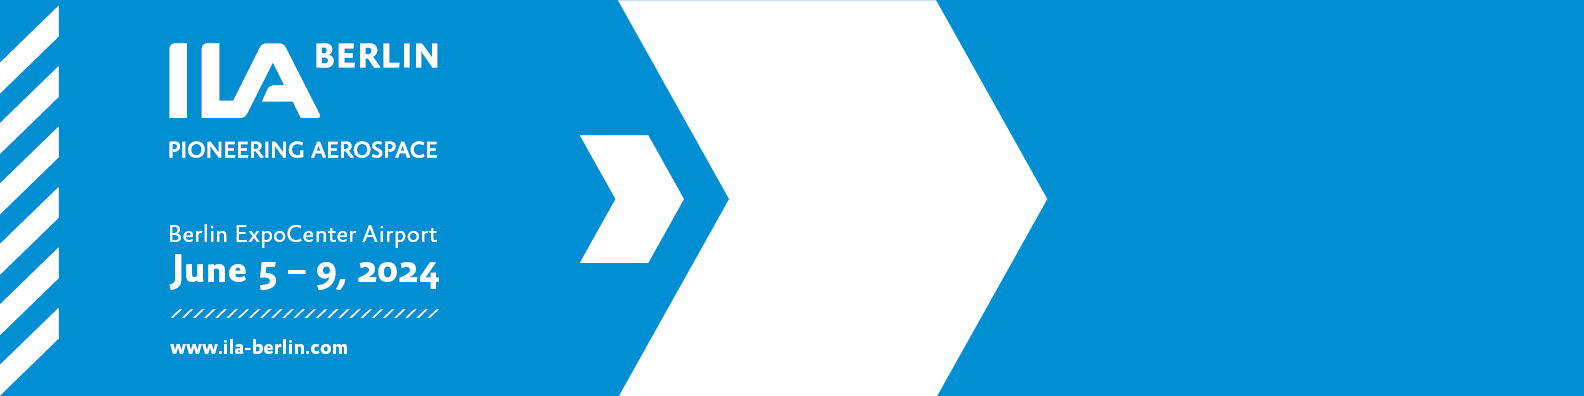 ILA BERLIN
PIONEERING AEROSPACE
Berlin ExpoCenter Airport
June 5 – 9, 2024
www.ila-berlin.com